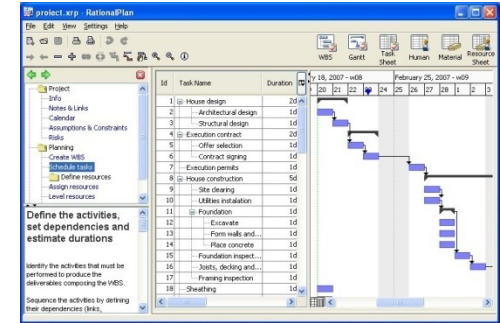 project.xrp - RationalPlan
File Edit View Settings Help
WBS Gantt Task Sheet Human Material Resource Sheet
Project
Info
Notes & Links
Calendar
Assumptions & Constraints
Risks
Planning
Create WBS
Schedule tasks
Define resources
Assign resources
Level resources
Define the activities,
set dependencies and
estimate durations
Identify the activities that must be
performed to produce the
deliverables composing the WBS.
Sequence the activities by defining
their dependencies (links,
Id Task Name Duration
y 18, 2007 - w08 February 25, 2007 - w09
20 21 22 23 24 25 26 27 28 1 2 3
1 House design 2d
2 Architectural design 1d
3 Structural design 1d
4 Execution contract 2d
5 Offer selection 1d
6 Contract signing 1d
7 Execution permits 1d
8 House construction 5d
9 Site clearing 1d
10 Utilities instalation 1d
11 Foundation 1d
12 Excavate 1d
13 Form walls and... 1d
14 Place concrete 1d
15 Foundation inspect... 1d
16 Joists, decking and... 1d
17 Framing inspection 1d
18 Sheathing 1d